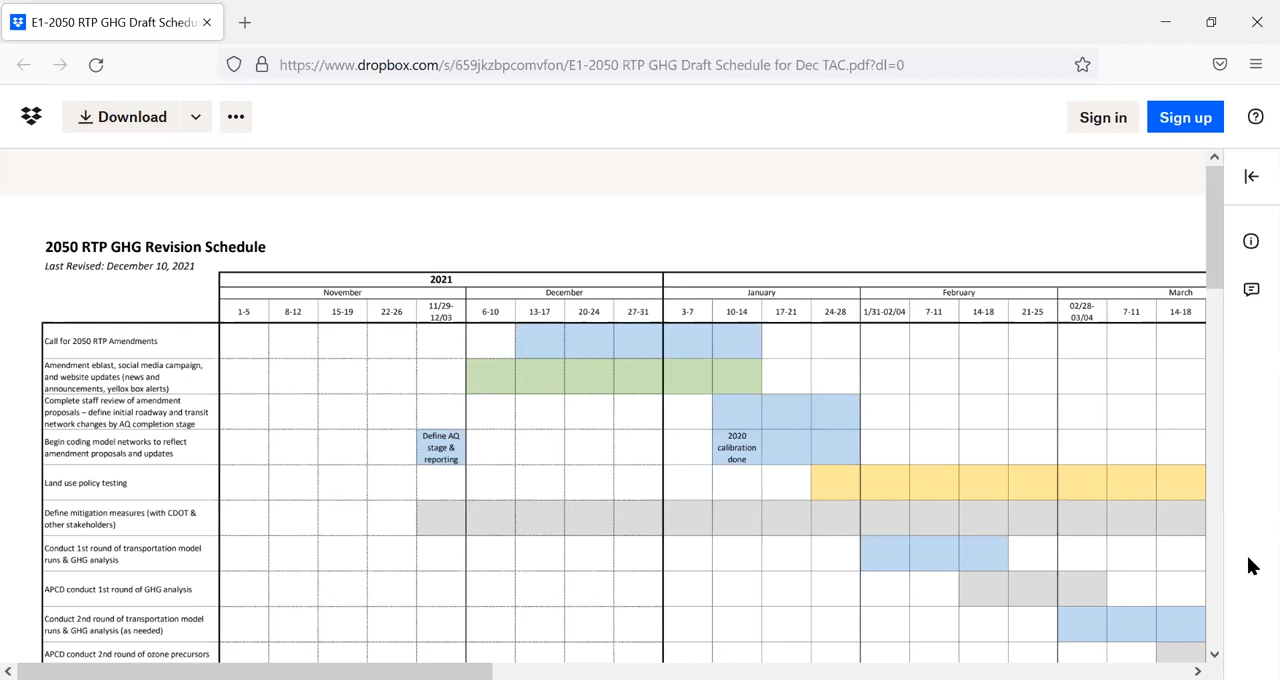 E1-2050 RTP GHG Draft Schedu
https://www.dropbox.com/s/659jkzbpcomvfon/E1-2050 RTP GHG Draft Schedule for Dec TAC.pdf?dl=0
Download
Sign in
Sign up
2050 RTP GHG Revision Schedule
Last Revised: December 10, 2021
2021
November
December
January
February
March
1-5
8-12
15-19
22-26
11/29-
12/03
6-10
13-17
20-24
27-31
3-7
10-14
17-21
24-28
1/31-02/04
7-11
14-18
21-25
02/28-
03/04
7-11
14-18
Call for 2050 RTP Amendments
Amendment eblast, social media campaign,
and website updates (news and
announcements, yellox box alerts)
Complete staff review of amendment
proposals – define initial roadway and transit
network changes by AQ completion stage
Begin coding model networks to reflect
amendment proposals and updates
Define AQ
stage &
reporting
2020
calibration
done
Land use policy testing
Define mitigation measures (with CDOT &
other stakeholders)
Conduct 1st round of transportation model
runs & GHG analysis
APCD conduct 1st round of GHG analysis
Conduct 2nd round of transportation model
runs & GHG analysis (as needed)
APCD conduct 2nd round of ozone precursors